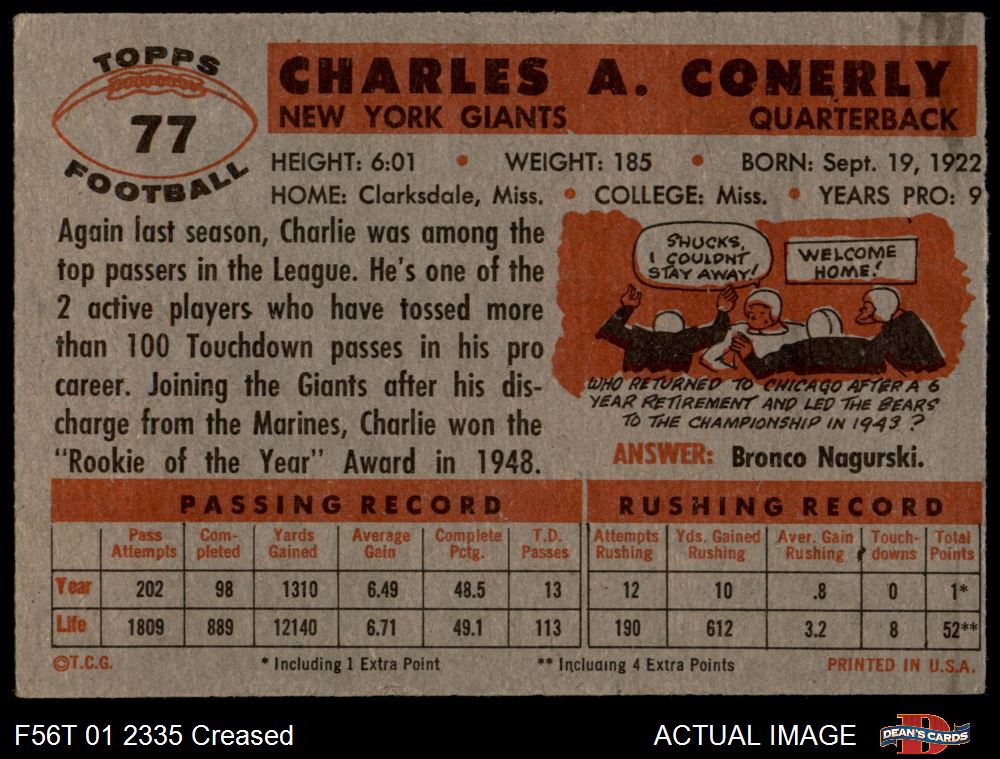 TOPPS
77
FOOTBALL
CHARLES A. CONERLY
NEW YORK GIANTS QUARTERBACK
HEIGHT: 6:01 • WEIGHT: 185 • BORN: Sept. 19, 1922
HOME: Clarksdale, Miss. • COLLEGE: Miss. • YEARS PRO: 9
Again last season, Charlie was among the
top passers in the League. He's one of the
2 active players who have tossed more
than 100 Touchdown passes in his pro
career. Joining the Giants after his dis-
charge from the Marines, Charlie won the
"Rookie of the Year" Award in 1948.
SHUCKS,
I COULDNT
STAY AWAY!
WELCOME
HOME!
WHO RETURNED TO CHICAGO AFTER A 6
YEAR RETIREMENT AND LED THE BEARS
TO THE CHAMPIONSHIP IN 1943?
ANSWER: Bronco Nagurski.
PASSING RECORD
Pass Attempts Com-pleted Yards Gained Average Gain Complete Pctg. T.D. Passes
Year 202 98 1310 6.49 48.5 13
Life 1809 889 12140 6.71 49.1 113
RUSHING RECORD
Attempts Rushing Yds. Gained Rushing Aver. Gain Rushing Touch-downs Total Points
12 10 .8 0 1*
190 612 3.2 8 52**
©T.C.G. * Including 1 Extra Point ** Including 4 Extra Points PRINTED IN U.S.A.
F56T 01 2335 Creased ACTUAL IMAGE DEAN'S CARDS